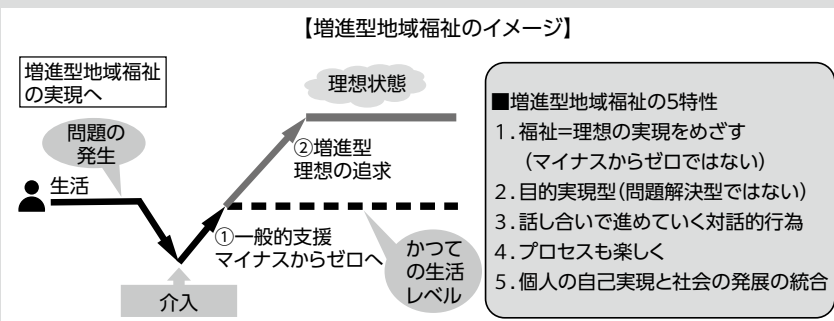 【増進型地域福祉のイメージ】
増進型地域福祉
の実現へ
理想状態
問題の
発生
生活
②増進型
理想の追求
①一般的支援
マイナスからゼロへ
介入
かつて
の生活
レベル
■増進型地域福祉の5特性
1.福祉=理想の実現をめざす
(マイナスからゼロではない)
2.目的実現型(問題解決型ではない)
3.話し合いで進めていく対話的行為
4.プロセスも楽しく
5.個人の自己実現と社会の発展の統合